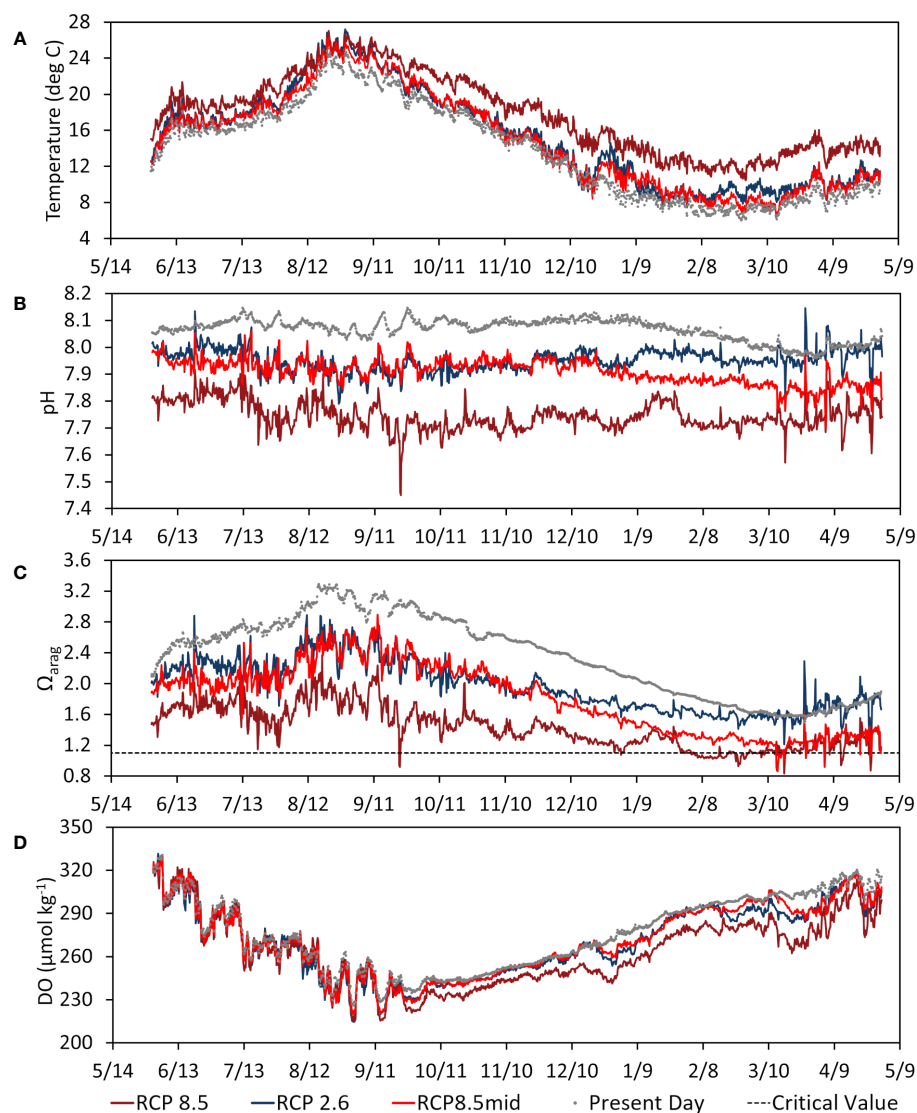 A
Temperature (deg C)
28
24
20
16
12
8
4
5/14 6/13 7/13 8/12 9/11 10/11 11/10 12/10 1/9 2/8 3/10 4/9 5/9
B
pH
8.2
8.1
8.0
7.9
7.8
7.7
7.6
7.5
7.4
5/14 6/13 7/13 8/12 9/11 10/11 11/10 12/10 1/9 2/8 3/10 4/9 5/9
C
Ωarag
3.6
3.2
2.8
2.4
2.0
1.6
1.2
0.8
5/14 6/13 7/13 8/12 9/11 10/11 11/10 12/10 1/9 2/8 3/10 4/9 5/9
D
DO (µmol kg⁻¹)
350
320
290
260
230
200
5/14 6/13 7/13 8/12 9/11 10/11 11/10 12/10 1/9 2/8 3/10 4/9 5/9
RCP 8.5 RCP 2.6 RCP8.5mid Present Day Critical Value